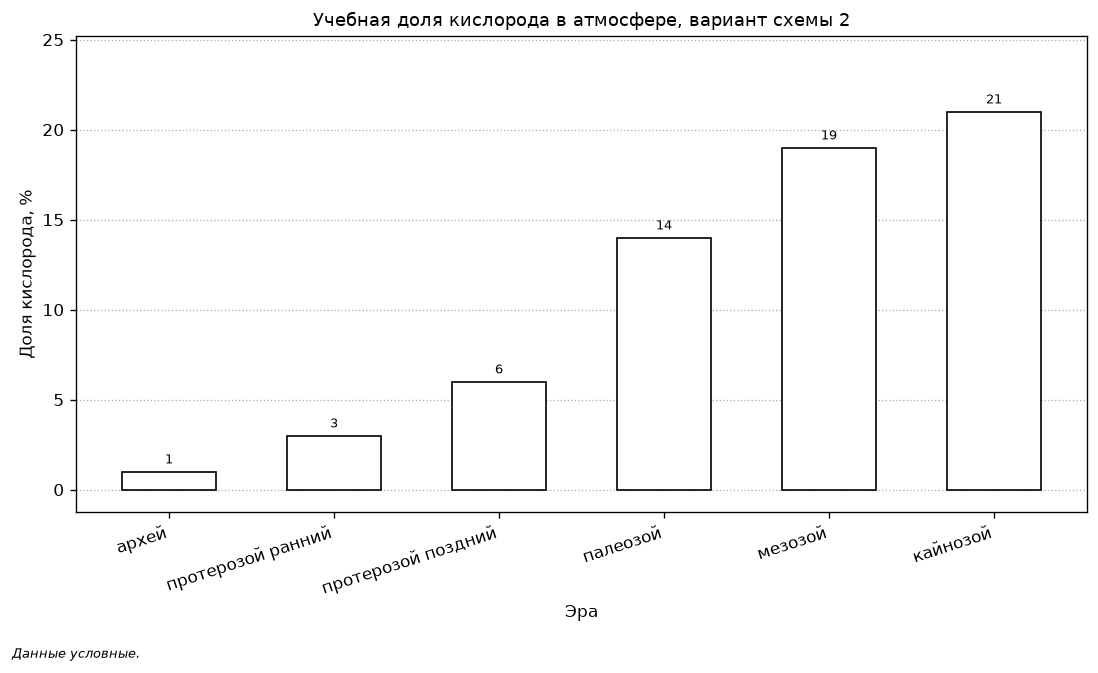 Учебная доля кислорода в атмосфере, вариант схемы 2
Доля кислорода, %
25
20
15
10
5
0
1
3
6
14
19
21
архей
протерозой ранний
протерозой поздний
палеозой
мезозой
кайнозой
Эра
Данные условные.